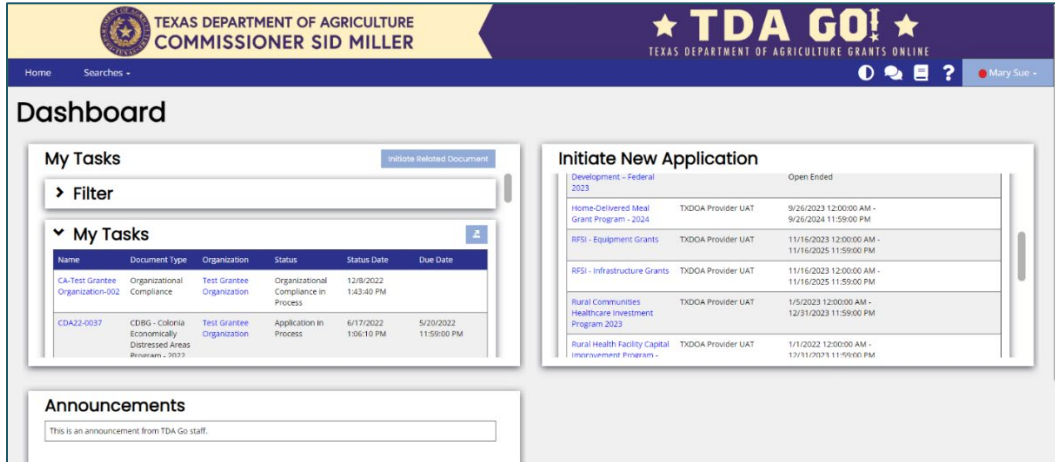 TEXAS DEPARTMENT OF AGRICULTURE
COMMISSIONER SID MILLER
TDA GO!
TEXAS DEPARTMENT OF AGRICULTURE GRANTS ONLINE
Home Searches
? Mary Sue
Dashboard
My Tasks Initiate Related Document
Filter
My Tasks
Name Document Type Organization Status Status Date Due Date
CA-Test Grantee Organizational Test Grantee Organizational 12/8/2022
Organization-002 Compliance Organization Compliance in 1:43:40 PM
Process
CDA22-0037 CDBG - Colonia Test Grantee Application in 6/17/2022 5/20/2022
Economically Organization Process 1:06:10 PM 11:59:00 PM
Distressed Areas
Program - 2022
Initiate New Application
Development – Federal Open Ended
2023
Home-Delivered Meal TXDOA Provider UAT 9/26/2023 12:00:00 AM -
Grant Program - 2024 9/26/2024 11:59:00 PM
RFSI - Equipment Grants TXDOA Provider UAT 11/16/2023 12:00:00 AM -
11/16/2025 11:59:00 PM
RFSI - Infrastructure Grants TXDOA Provider UAT 11/16/2023 12:00:00 AM -
11/16/2025 11:59:00 PM
Rural Communities TXDOA Provider UAT 1/5/2023 12:00:00 AM -
Healthcare Investment 12/31/2023 11:59:00 PM
Program 2023
Rural Health Facility Capital TXDOA Provider UAT 1/1/2022 12:00:00 AM -
Improvement Program - 12/31/2023 11:59:00 PM
Announcements
This is an announcement from TDA Go staff.